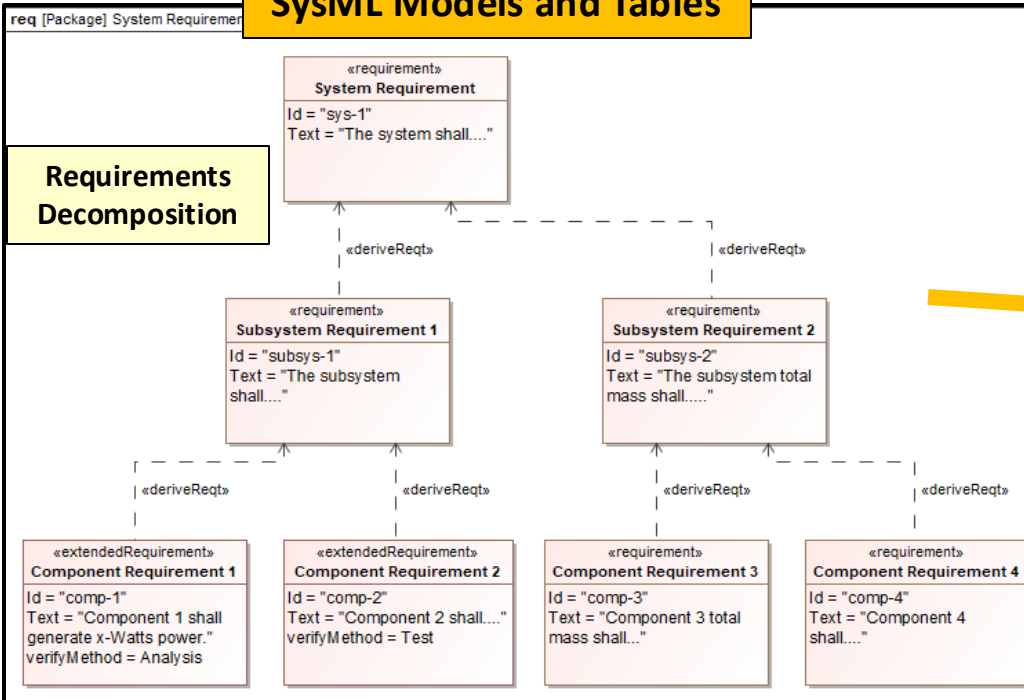 SysML Models and Tables
req [Package] System Requiremen
«requirement»
System Requirement
Id = "sys-1"
Text = "The system shall...."
Requirements
Decomposition
«deriveReqt»
«deriveReqt»
«requirement»
Subsystem Requirement 1
Id = "subsys-1"
Text = "The subsystem
shall...."
«requirement»
Subsystem Requirement 2
Id = "subsys-2"
Text = "The subsystem total
mass shall....."
«deriveReqt»
«deriveReqt»
«deriveReqt»
«deriveReqt»
«extendedRequirement»
Component Requirement 1
Id = "comp-1"
Text = "Component 1 shall
generate x-Watts power."
verifyMethod = Analysis
«extendedRequirement»
Component Requirement 2
Id = "comp-2"
Text = "Component 2 shall...."
verifyMethod = Test
«requirement»
Component Requirement 3
Id = "comp-3"
Text = "Component 3 total
mass shall..."
«requirement»
Component Requirement 4
Id = "comp-4"
Text = "Component 4
shall...."